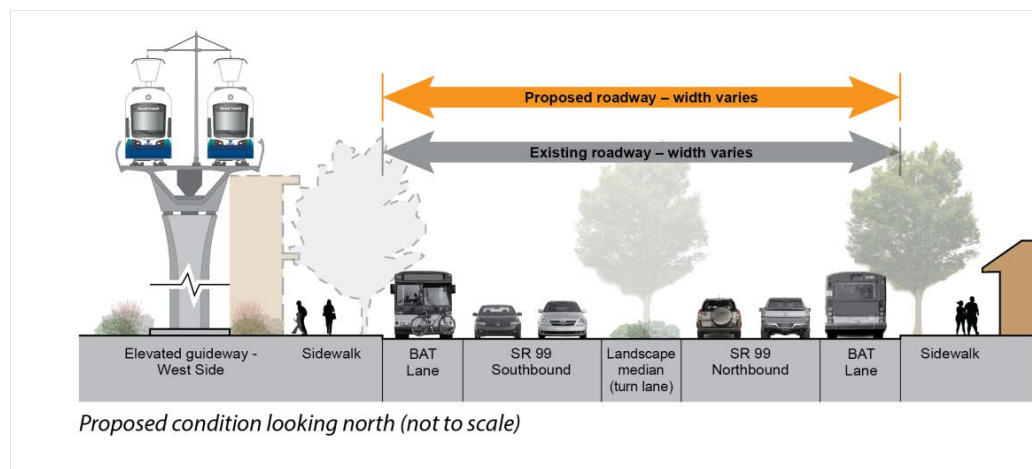 Proposed roadway – width varies
Existing roadway – width varies
Elevated guideway -
West Side
Sidewalk
BAT
Lane
SR 99
Southbound
Landscape
median
(turn lane)
SR 99
Northbound
BAT
Lane
Sidewalk
Proposed condition looking north (not to scale)